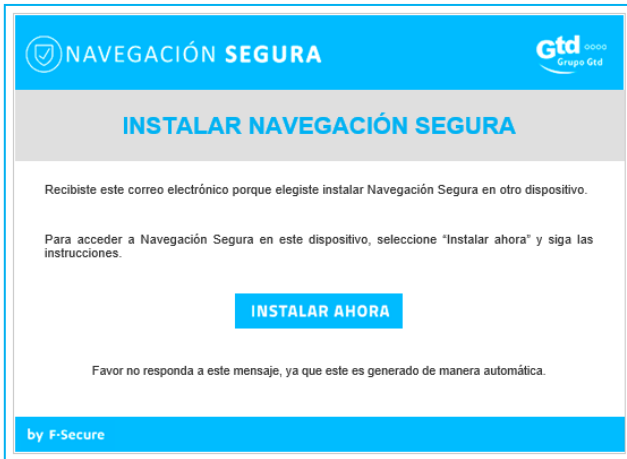 NAVEGACIÓN SEGURA
Gtd
Grupo Gtd
INSTALAR NAVEGACIÓN SEGURA
Recibiste este correo electrónico porque elegiste instalar Navegación Segura en otro dispositivo.
Para acceder a Navegación Segura en este dispositivo, seleccione “Instalar ahora” y siga las
instrucciones.
INSTALAR AHORA
Favor no responda a este mensaje, ya que este es generado de manera automática.
by F-Secure